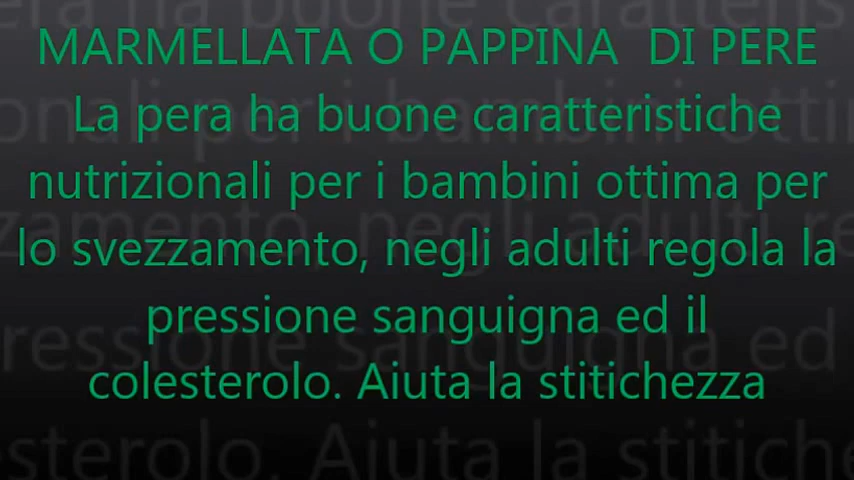 MARMELLATA O PAPPINA DI PERE
La pera ha buone caratteristiche
nutrizionali per i bambini ottima per
lo svezzamento, negli adulti regola la
pressione sanguigna ed il
colesterolo. Aiuta la stitichezza